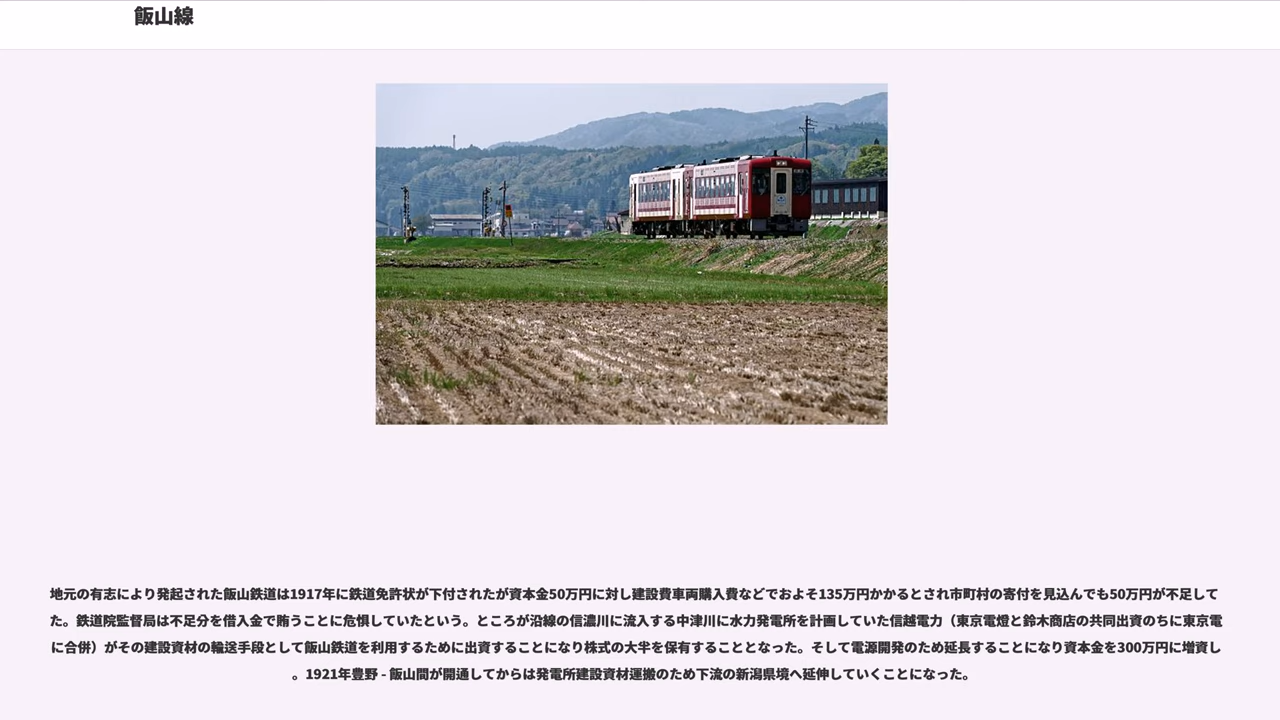 飯山線
地元の有志により発起された飯山鉄道は1917年に鉄道免許状が下付されたが資本金50万円に対し建設費車両購入費などでおよそ135万円かかるとされ市町村の寄付を見込んでも50万円が不足して
た。鉄道院監督局は不足分を借入金で賄うことに危惧していたという。ところが沿線の信濃川に流入する中津川に水力発電所を計画していた信越電力（東京電燈と鈴木商店の共同出資のちに東京電
に合併）がその建設資材の輸送手段として飯山鉄道を利用するために出資することになり株式の大半を保有することとなった。そして電源開発のため延長することになり資本金を300万円に増資し
。1921年豊野 - 飯山間が開通してからは発電所建設資材運搬のため下流の新潟県境へ延伸していくことになった。